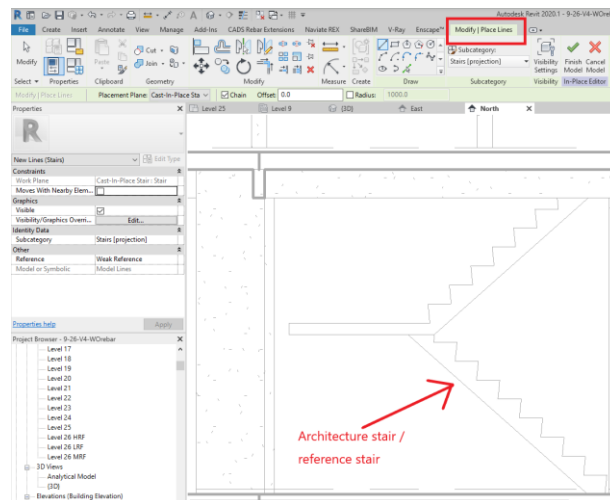 Autodesk Revit 2020.1 - 9-26-V4-WOreba
File Create Insert Annotate View Manage Add-Ins CADS Rebar Extensions Naviate REX ShareBIM V-Ray Enscape™ Modify | Place Lines
Modify Paste Cut Join Subcategory: Stairs [projection] Visibility Settings Finish Model Cancel Model
Select Properties Clipboard Geometry Modify Measure Create Draw Subcategory Visibility In-Place Editor
Modify | Place Lines Placement Plane: Cast-In-Place Sta Chain Offset: 0.0 Radius: 1000.0
Properties Level 25 Level 9 {3D} East North
R
New Lines (Stairs) Edit Type
Constraints
Work Plane Cast-In-Place Stair : Stair
Moves With Nearby Elem...
Graphics
Visible
Visibility/Graphics Overri... Edit...
Identity Data
Subcategory Stairs [projection]
Other
Reference Weak Reference
Model or Symbolic Model Lines
Properties help Apply
Project Browser - 9-26-V4-WOrebar
Level 17
Level 18
Level 19
Level 20
Level 21
Level 22
Level 23
Level 24
Level 25
Level 26 HRF
Level 26 LRF
Level 26 MRF
3D Views
Analytical Model
{3D}
Elevations (Building Elevation)
Architecture stair /
reference stair